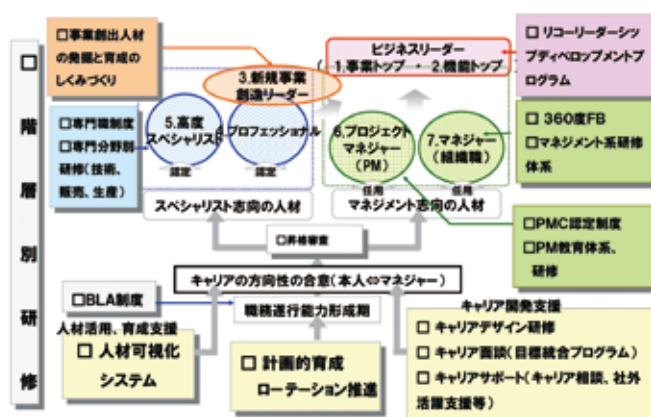 □
階
層
別
研
修
□事業創出人材
の発掘と育成の
しくみづくり
ビジネスリーダー
1.事業トップ ・ 2.機能トップ
□ リコーリーダーシッ
プディベロップメントプ
ログラム
3.新規事業
創造リーダー
□専門職制度
□専門分野別
研修(技術、
販売、生産)
5.高度
スペシャリスト
プロフェッショナル
認定
認定
6.プロジェクト
マネジャー
(PM)
7.マネジャー
(組織職)
任用
任用
□ 360度FB
□マネジメント系研修
体系
スペシャリスト志向の人材
マネジメント志向の人材
□PMC認定制度
□PM教育体系、
研修
□昇格審査
キャリアの方向性の合意(本人⇔マネジャー)
□BLA制度
職務遂行能力形成期
人材活用、育成支援
□ 人材可視化
システム
□ 計画的育成
ローテーション推進
キャリア開発支援
□ キャリアデザイン研修
□ キャリア面談(目標統合プログラム)
□ キャリアサポート(キャリア相談、社外
活躍支援等)